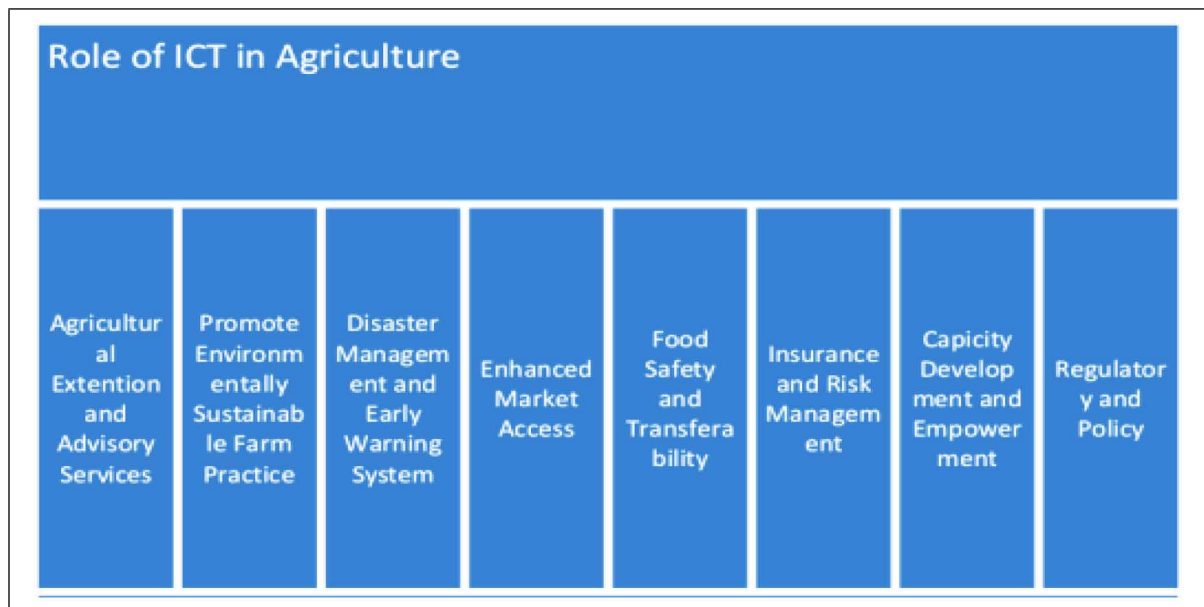 Role of ICT in Agriculture
Agricultur
al
Extention
and
Advisory
Services
Promote
Environm
entally
Sustainab
le Farm
Practice
Disaster
Managem
ent and
Early
Warning
System
Enhanced
Market
Access
Food
Safety
and
Transfera
bility
Insurance
and Risk
Managem
ent
Capicity
Develop
ment and
Empower
ment
Regulator
y and
Policy